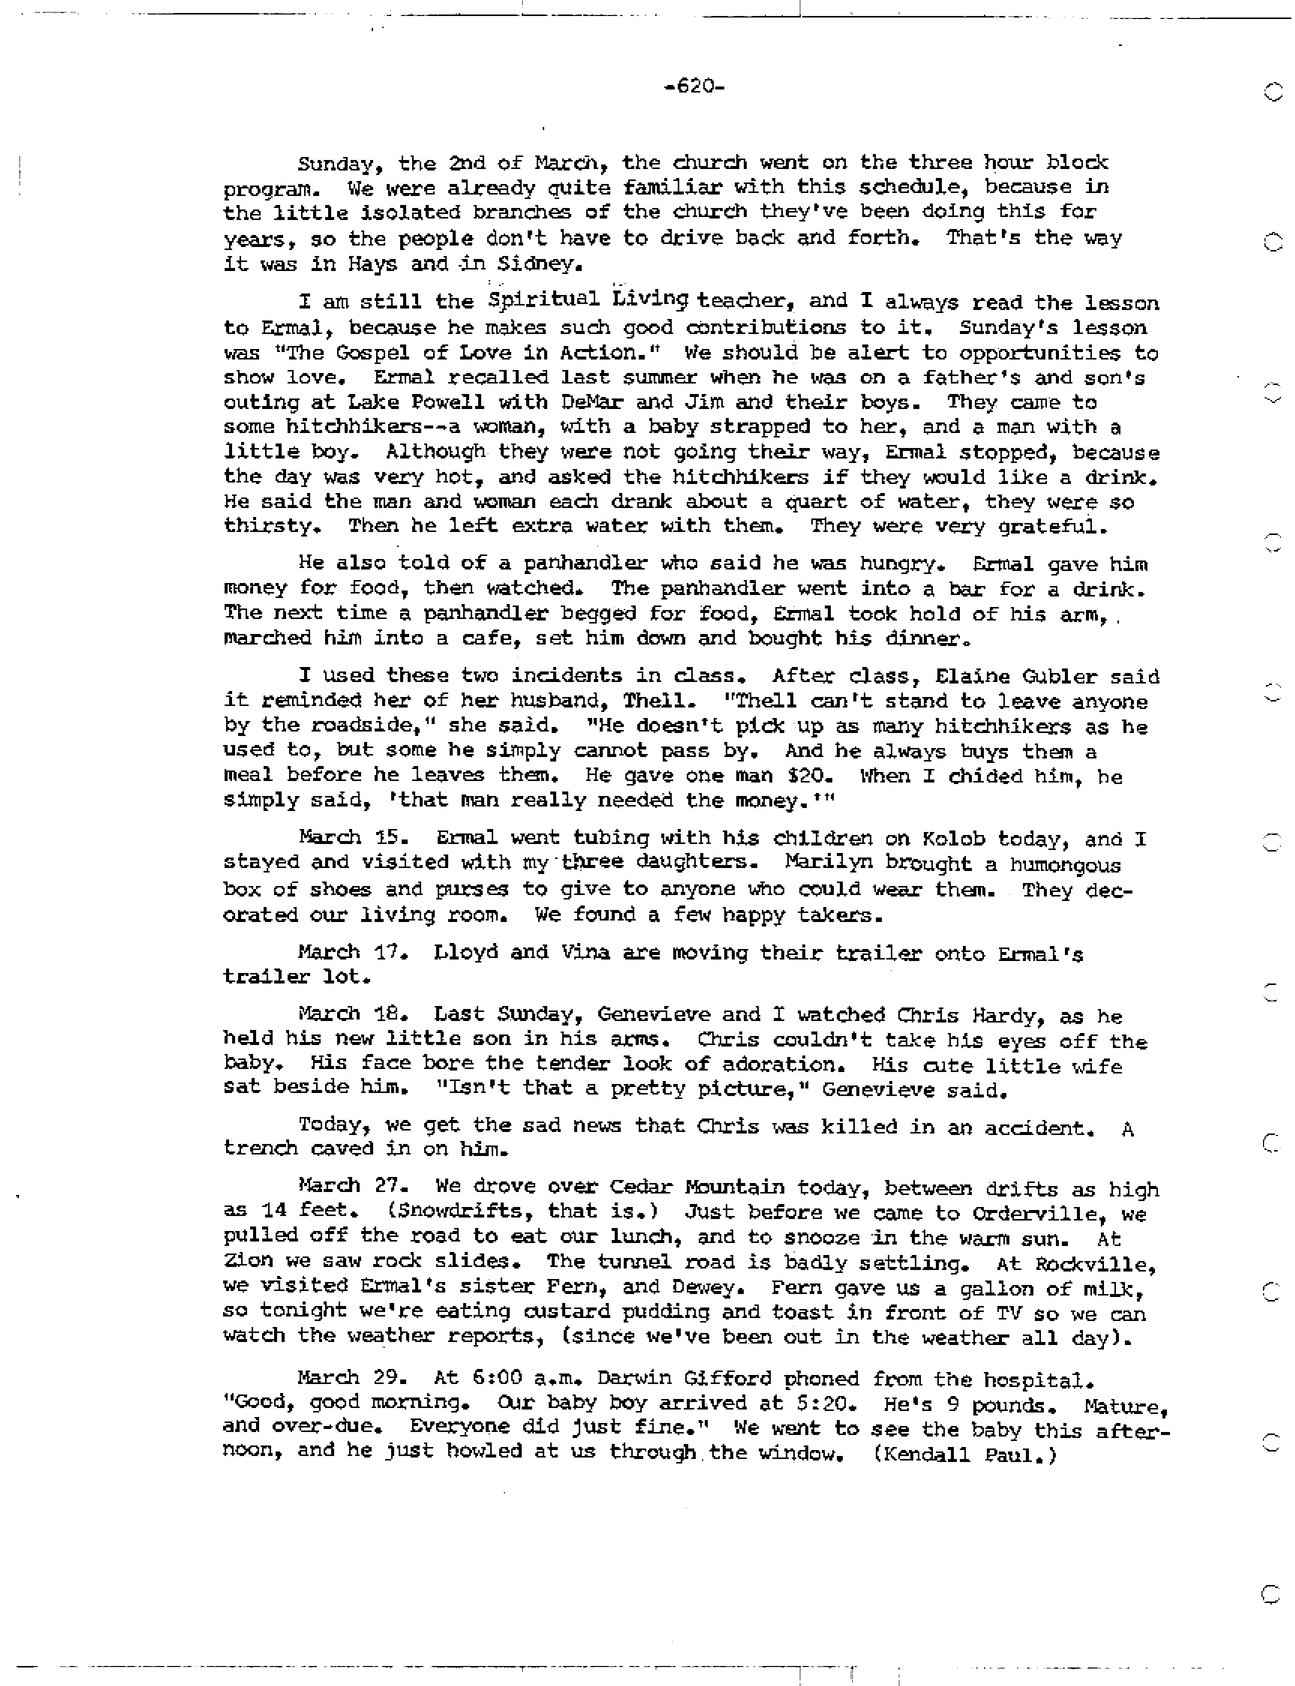 -620-
Sunday, the 2nd of March, the church went on the three hour block
program. We were already quite familiar with this schedule, because in
the little isolated branches of the church they've been doing this for
years, so the people don't have to drive back and forth. That's the way
it was in Hays and in Sidney.
I am still the Spiritual Living teacher, and I always read the lesson
to Ermal, because he makes such good contributions to it. Sunday's lesson
was "The Gospel of Love in Action." We should be alert to opportunities to
show love. Ermal recalled last summer when he was on a father's and son's
outing at Lake Powell with DeMar and Jim and their boys. They came to
some hitchhikers--a woman, with a baby strapped to her, and a man with a
little boy. Although they were not going their way, Ermal stopped, because
the day was very hot, and asked the hitchhikers if they would like a drink.
He said the man and woman each drank about a quart of water, they were so
thirsty. Then he left extra water with them. They were very grateful.
He also told of a panhandler who said he was hungry. Ermal gave him
money for food, then watched. The panhandler went into a bar for a drink.
The next time a panhandler begged for food, Ermal took hold of his arm,
marched him into a cafe, set him down and bought his dinner.
I used these two incidents in class. After class, Elaine Gubler said
it reminded her of her husband, Thell. "Thell can't stand to leave anyone
by the roadside," she said. "He doesn't pick up as many hitchhikers as he
used to, but some he simply cannot pass by. And he always buys them a
meal before he leaves them. He gave one man $20. When I chided him, he
simply said, 'that man really needed the money.'"
March 15. Ermal went tubing with his children on Kolob today, and I
stayed and visited with my three daughters. Marilyn brought a humongous
box of shoes and purses to give to anyone who could wear them. They dec-
orated our living room. We found a few happy takers.
March 17. Lloyd and Vina are moving their trailer onto Ermal's
trailer lot.
March 18. Last Sunday, Genevieve and I watched Chris Hardy, as he
held his new little son in his arms. Chris couldn't take his eyes off the
baby. His face bore the tender look of adoration. His cute little wife
sat beside him. "Isn't that a pretty picture," Genevieve said.
Today, we get the sad news that Chris was killed in an accident. A
trench caved in on him.
March 27. We drove over Cedar Mountain today, between drifts as high
as 14 feet. (Snowdrifts, that is.) Just before we came to Orderville, we
pulled off the road to eat our lunch, and to snooze in the warm sun. At
Zion we saw rock slides. The tunnel road is badly settling. At Rockville,
we visited Ermal's sister Fern, and Dewey. Fern gave us a gallon of milk,
so tonight we're eating custard pudding and toast in front of TV so we can
watch the weather reports, (since we've been out in the weather all day).
March 29. At 6:00 a.m. Darwin Gifford phoned from the hospital.
"Good, good morning. Our baby boy arrived at 5:20. He's 9 pounds. Mature,
and over-due. Everyone did just fine." We went to see the baby this after-
noon, and he just howled at us through the window. (Kendall Paul.)